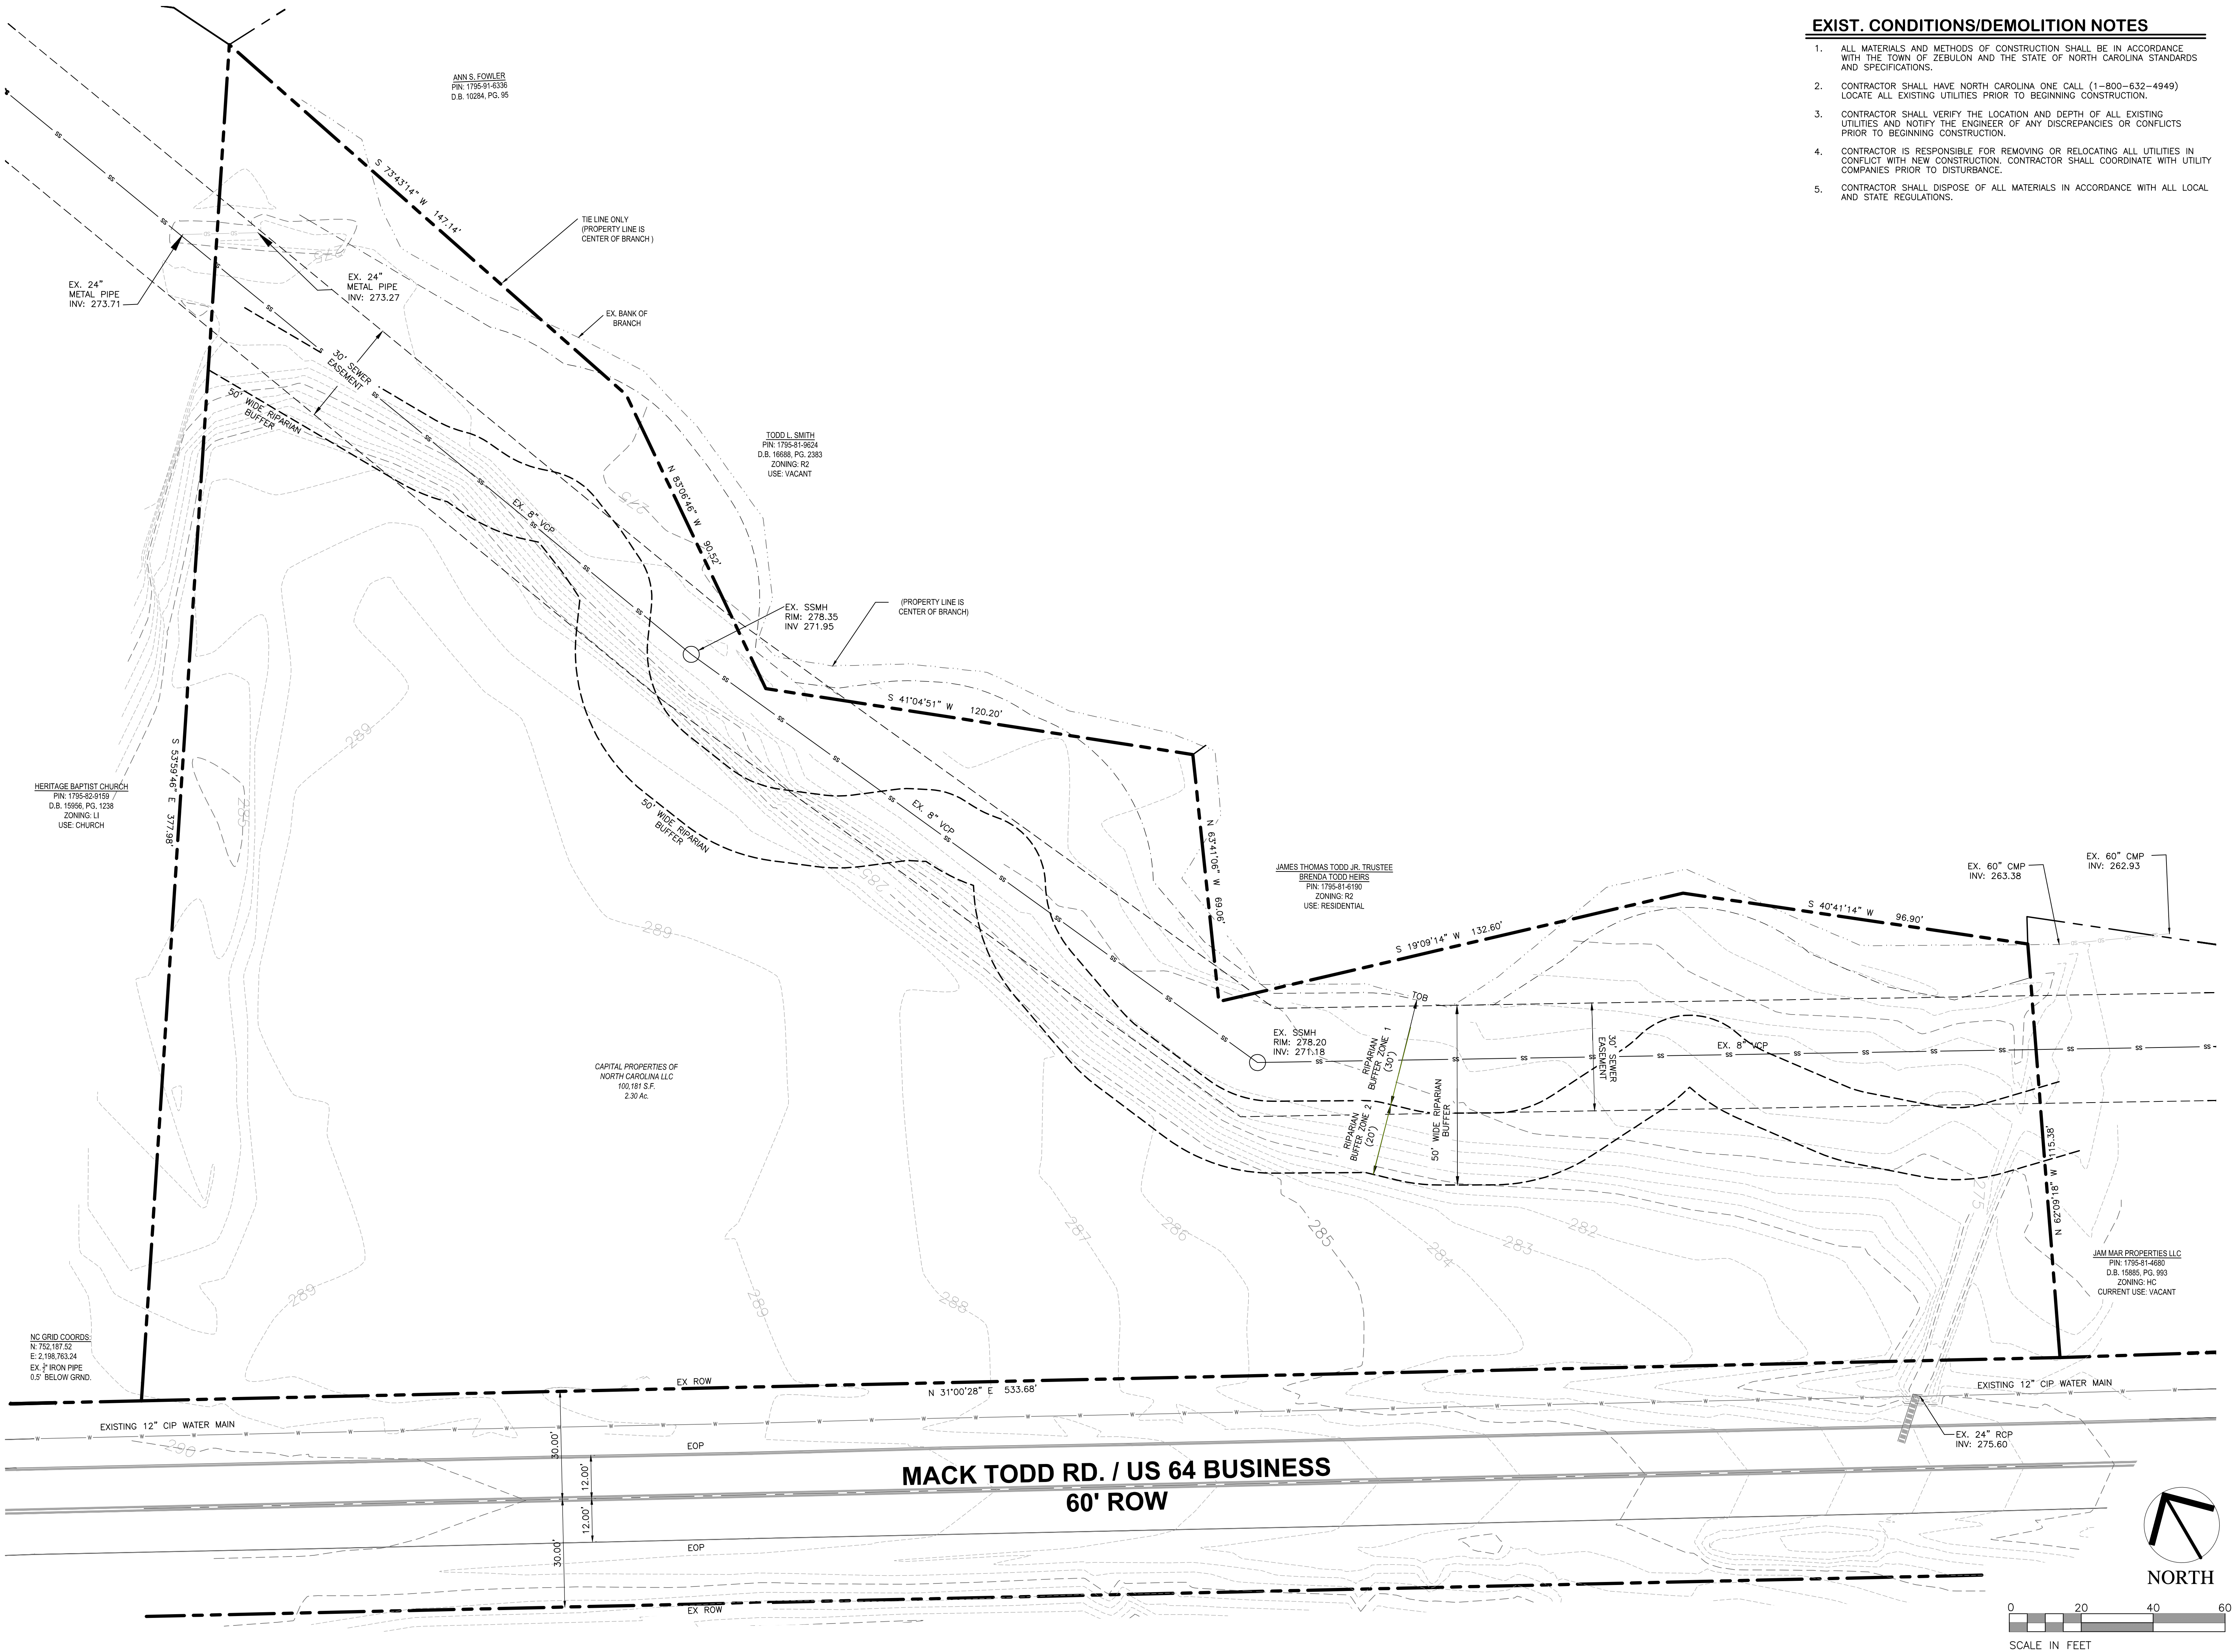 EXIST. CONDITIONS/DEMOLITION NOTES
1. ALL MATERIALS AND METHODS OF CONSTRUCTION SHALL BE IN ACCORDANCE
WITH THE TOWN OF ZEBULON AND THE STATE OF NORTH CAROLINA STANDARDS
AND SPECIFICATIONS.
2. CONTRACTOR SHALL HAVE NORTH CAROLINA ONE CALL (1-800-632-4949)
LOCATE ALL EXISTING UTILITIES PRIOR TO BEGINNING CONSTRUCTION.
3. CONTRACTOR SHALL VERIFY THE LOCATION AND DEPTH OF ALL EXISTING
UTILITIES AND NOTIFY THE ENGINEER OF ANY DISCREPANCIES OR CONFLICTS
PRIOR TO BEGINNING CONSTRUCTION.
4. CONTRACTOR IS RESPONSIBLE FOR REMOVING OR RELOCATING ALL UTILITIES IN
CONFLICT WITH NEW CONSTRUCTION. CONTRACTOR SHALL COORDINATE WITH UTILITY
COMPANIES PRIOR TO DISTURBANCE.
5. CONTRACTOR SHALL DISPOSE OF ALL MATERIALS IN ACCORDANCE WITH ALL LOCAL
AND STATE REGULATIONS.
ANN S. FOWLER
PIN: 1795-91-6336
D.B. 10284, PG. 95
S 73°43'14" W 147.14'
TIE LINE ONLY
(PROPERTY LINE IS
CENTER OF BRANCH )
EX. 24"
METAL PIPE
INV: 273.71
EX. 24"
METAL PIPE
INV: 273.27
276
EX. BANK OF
BRANCH
30' SEWER
EASEMENT
50' WIDE RIPARIAN
BUFFER
TODD L. SMITH
PIN: 1795-81-9624
D.B. 16688, PG. 2383
ZONING: R2
USE: VACANT
N 83°06'46" W 90.52'
275
EX. 8" VCP
EX. SSMH
RIM: 278.35
INV 271.95
(PROPERTY LINE IS
CENTER OF BRANCH)
S 41°04'51" W 120.20'
289
S 53°59'46" E 377.98'
HERITAGE BAPTIST CHURCH
PIN: 1795-82-9159
D.B. 15956, PG. 1238
ZONING: LI
USE: CHURCH
285
50' WIDE RIPARIAN
BUFFER
EX. 8" VCP
285
N 63°41'06" W 69.06'
JAMES THOMAS TODD JR. TRUSTEE
BRENDA TODD HEIRS
PIN: 1795-81-6190
ZONING: R2
USE: RESIDENTIAL
EX. 60" CMP
INV: 263.38
EX. 60" CMP
INV: 262.93
S 19°09'14" W 132.60'
S 40°41'14" W 96.90'
289
TOB
EX. SSMH
RIM: 278.20
INV: 271.18
RIPARIAN
BUFFER ZONE 1
(30')
RIPARIAN
BUFFER ZONE 2
(20')
50' WIDE RIPARIAN
BUFFER
30' SEWER
EASEMENT
EX. 8" VCP
CAPITAL PROPERTIES OF
NORTH CAROLINA LLC
100,181 S.F.
2.30 Ac.
N 62°09'18" W 115.38'
275
289
289
288
287
286
285
284
283
282
JAM MAR PROPERTIES LLC
PIN: 1795-81-4680
D.B. 15885, PG. 993
ZONING: HC
CURRENT USE: VACANT
NC GRID COORDS:
N: 752,187.52
E: 2,198,763.24
EX. ¾" IRON PIPE
0.5' BELOW GRND.
EX ROW
N 31°00'28" E 533.68'
EXISTING 12" CIP WATER MAIN
EXISTING 12" CIP WATER MAIN
290
30.00'
12.00'
EOP
EX. 24" RCP
INV: 275.60
MACK TODD RD. / US 64 BUSINESS
60' ROW
30.00'
12.00'
EOP
EX ROW
NORTH
0 20 40 60
SCALE IN FEET